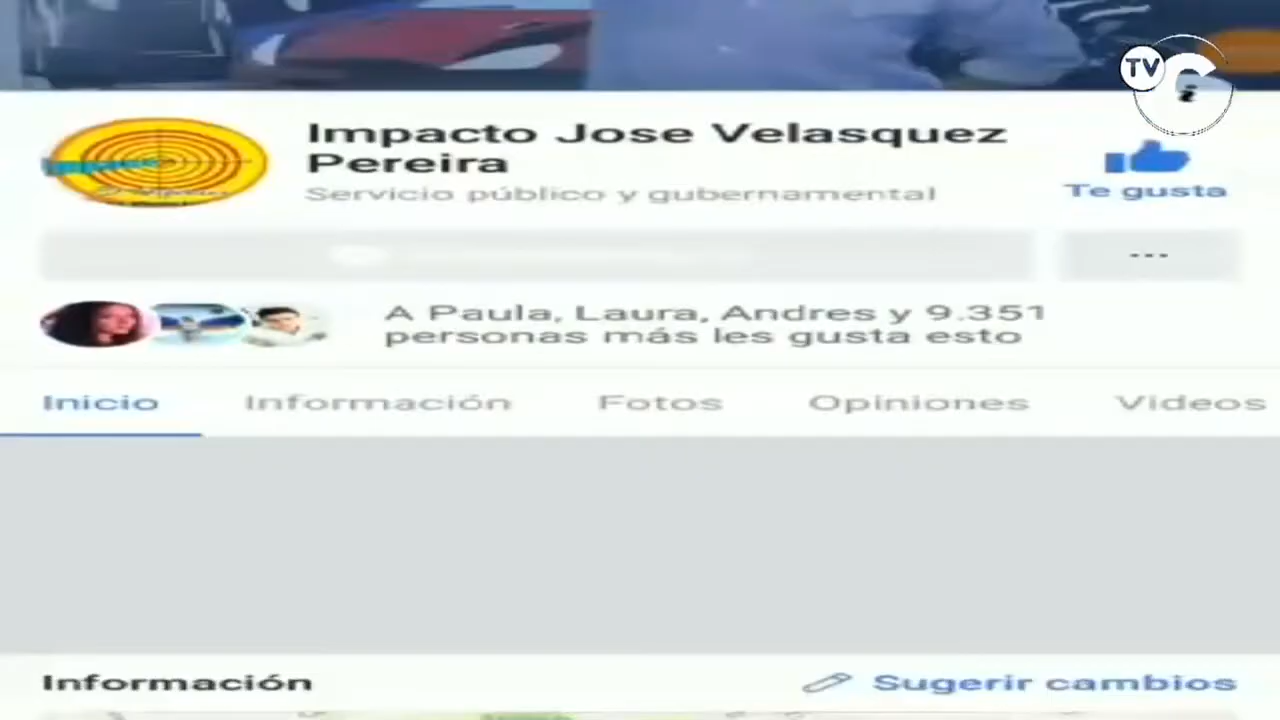 TV
Impacto Jose Velasquez
Pereira
Servicio público y gubernamental
Te gusta
...
A Paula, Laura, Andres y 9.351
personas más les gusta esto
Inicio
Información
Fotos
Opiniones
Videos
Información
Sugerir cambios